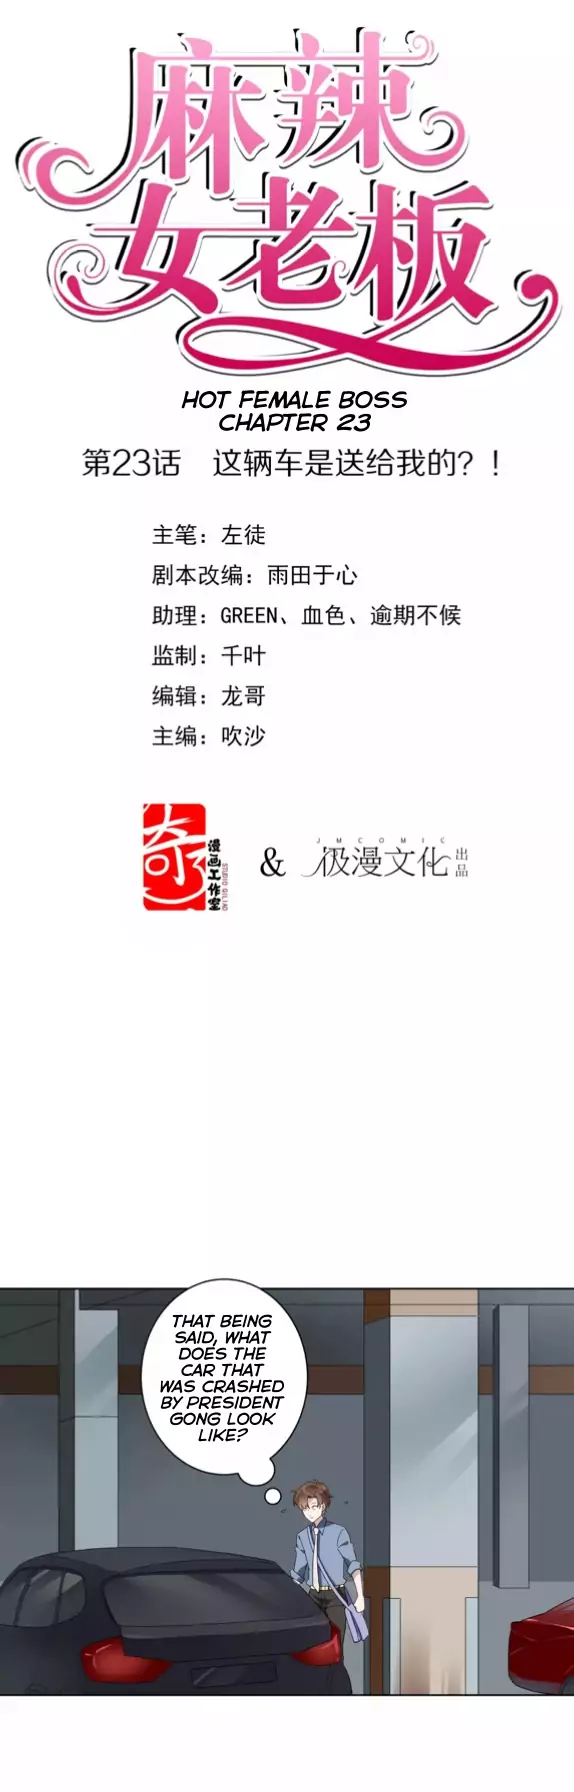 麻辣
女老板
HOT FEMALE BOSS
CHAPTER 23
第23话 这辆车是送给我的？！
主笔：左徒
剧本改编：雨田于心
助理：GREEN、血色、逾期不候
监制：千叶
编辑：龙哥
主编：吹沙
奇 漫画工作室 STUDIO QILIAO & JMCOMIC 极漫文化 出品
THAT BEING
SAID, WHAT
DOES THE
CAR THAT
WAS CRASHED
BY PRESIDENT
GONG LOOK
LIKE?